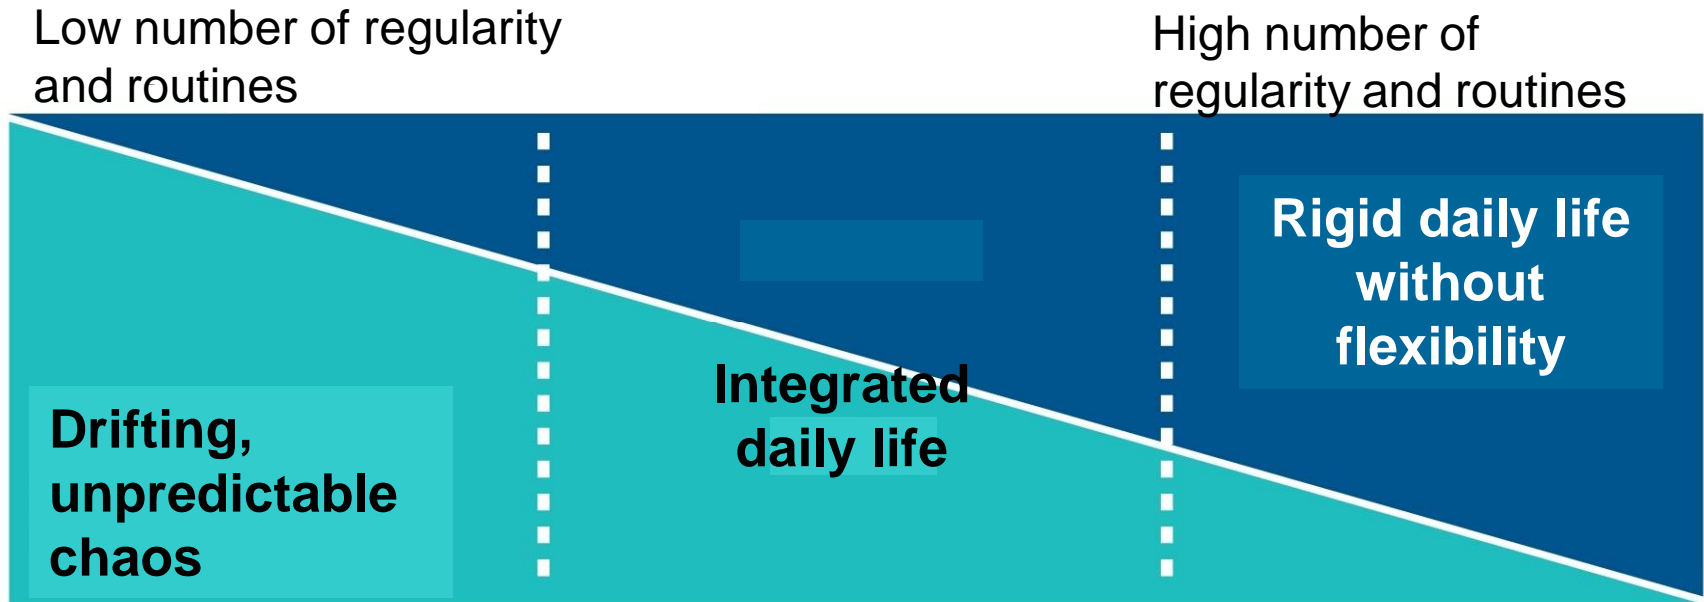 Low number of regularity
and routines
High number of
regularity and routines
Rigid daily life
without
flexibility
Integrated
daily life
Drifting,
unpredictable
chaos